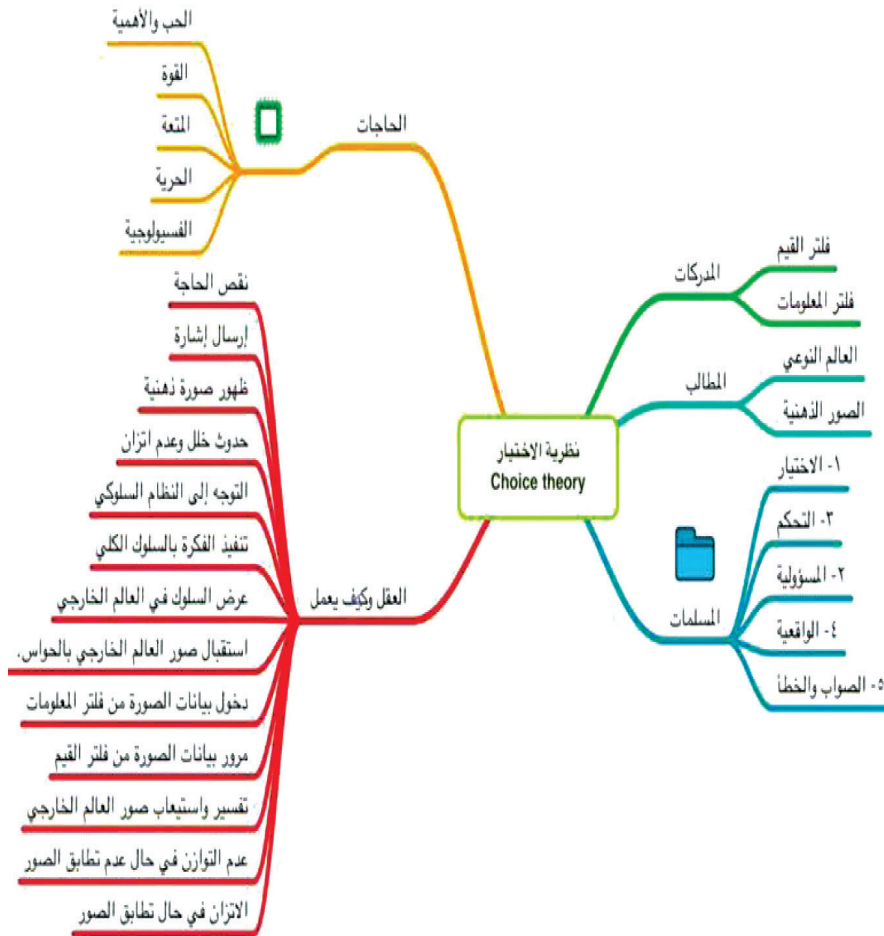 نظرية الاختيار
Choice theory
الحاجات
الحب والأهمية
القوة
المتعة
الحرية
الفسيولوجية
المدركات
فلتر القيم
فلتر المعلومات
المطالب
العالم النوعي
الصور الذهنية
المسلمات
١- الاختيار
٣- التحكم
٢- المسؤولية
٤- الواقعية
٥- الصواب والخطأ
العقل وكيف يعمل
نقص الحاجة
إرسال إشارة
ظهور صورة ذهنية
حدوث خلل وعدم اتزان
التوجه إلى النظام السلوكي
تنفيذ الفكرة بالسلوك الكلي
عرض السلوك في العالم الخارجي
استقبال صور العالم الخارجي بالحواس.
دخول بيانات الصورة من فلتر المعلومات
مرور بيانات الصورة من فلتر القيم
تفسير واستيعاب صور العالم الخارجي
عدم التوازن في حال عدم تطابق الصور
الاتزان في حال تطابق الصور